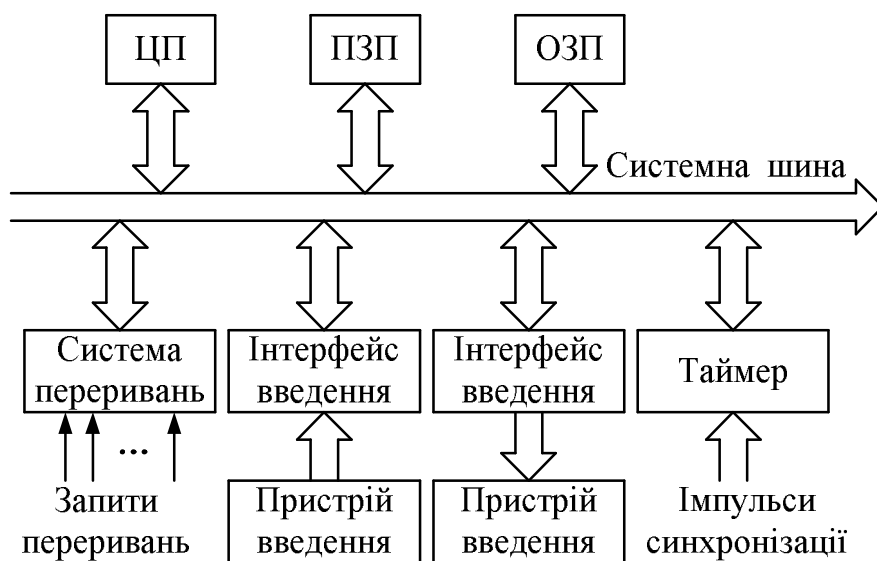 ЦП
ПЗП
ОЗП
Системна шина
Система
переривань
Інтерфейс
введення
Інтерфейс
введення
Таймер
...
Запити
переривань
Пристрій
введення
Пристрій
введення
Імпульси
синхронізації